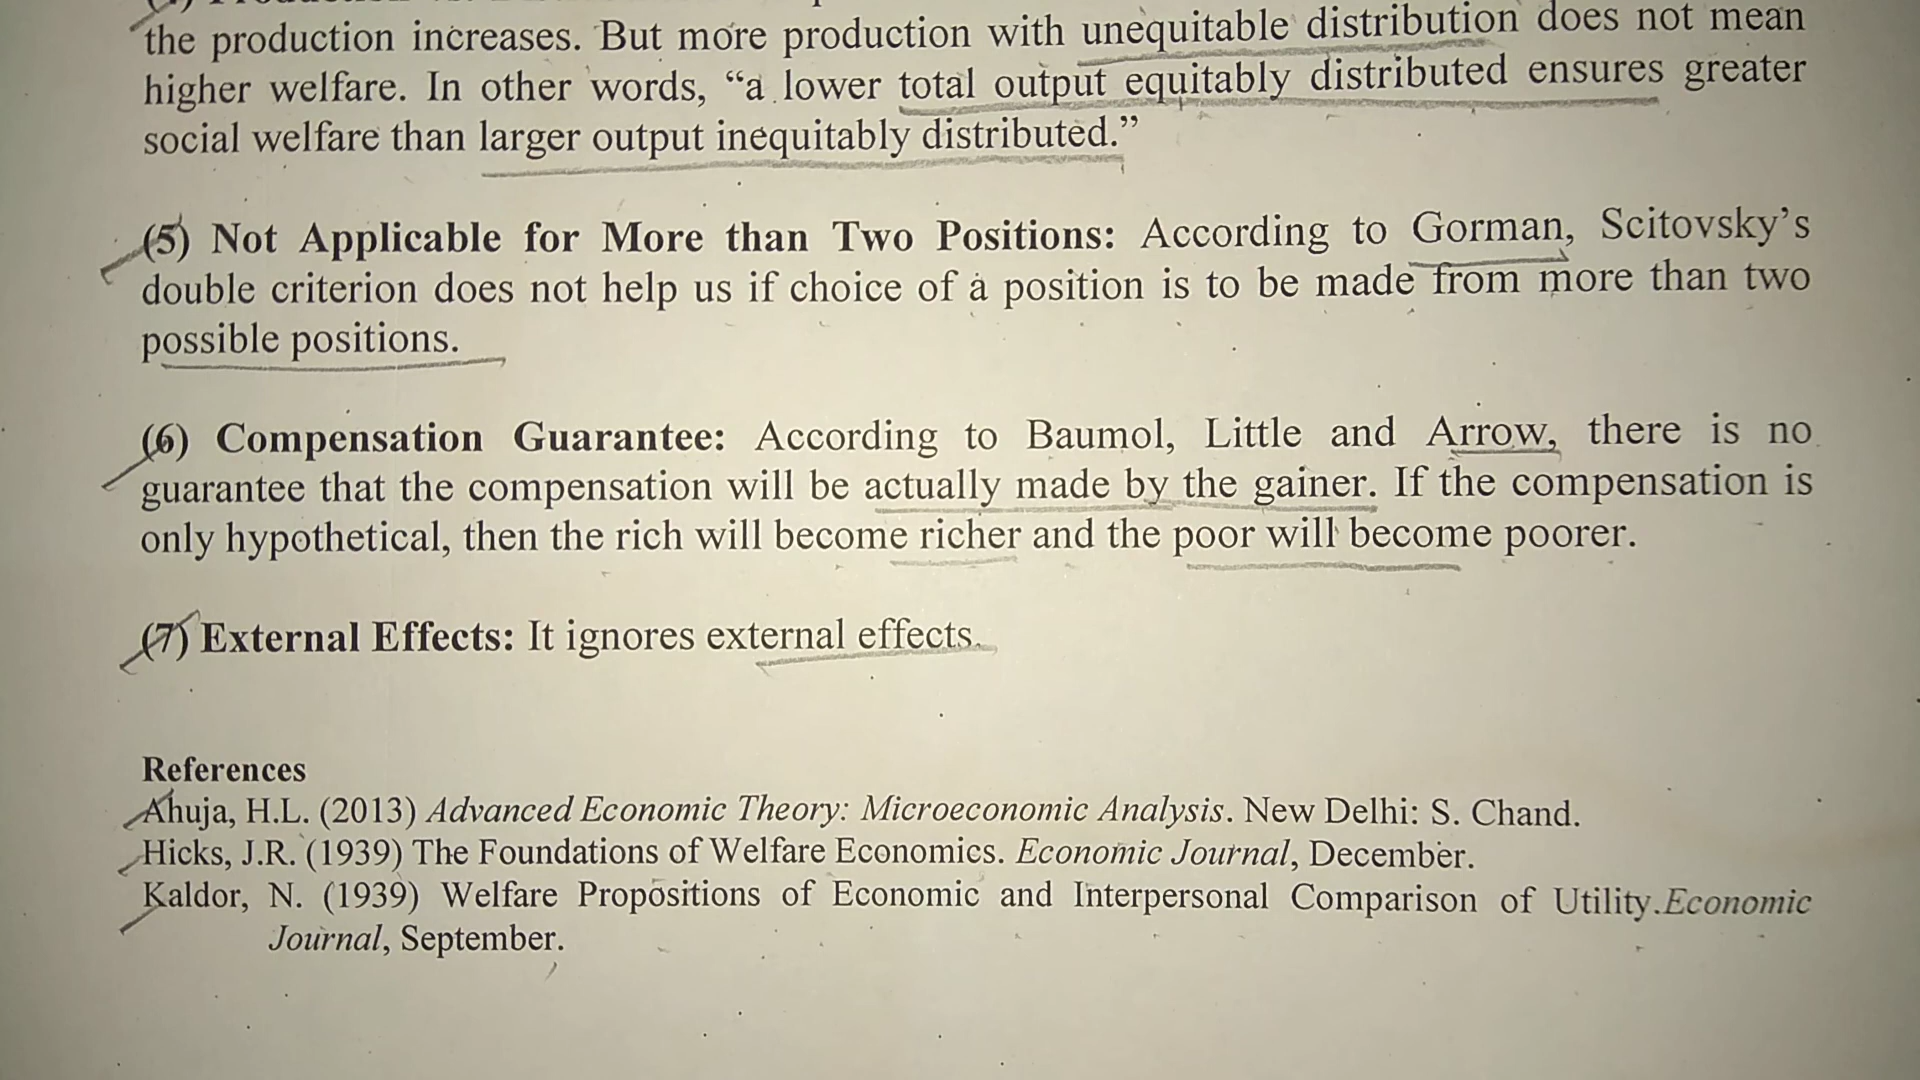 the production increases. But more production with unequitable distribution does not mean
higher welfare. In other words, “a lower total output equitably distributed ensures greater
social welfare than larger output inequitably distributed.”
(5) Not Applicable for More than Two Positions: According to Gorman, Scitovsky’s
double criterion does not help us if choice of a position is to be made from more than two
possible positions.
(6) Compensation Guarantee: According to Baumol, Little and Arrow, there is no
guarantee that the compensation will be actually made by the gainer. If the compensation is
only hypothetical, then the rich will become richer and the poor will become poorer.
(7) External Effects: It ignores external effects.
References
Ahuja, H.L. (2013) Advanced Economic Theory: Microeconomic Analysis. New Delhi: S. Chand.
Hicks, J.R. (1939) The Foundations of Welfare Economics. Economic Journal, December.
Kaldor, N. (1939) Welfare Propositions of Economic and Interpersonal Comparison of Utility.Economic
Journal, September.